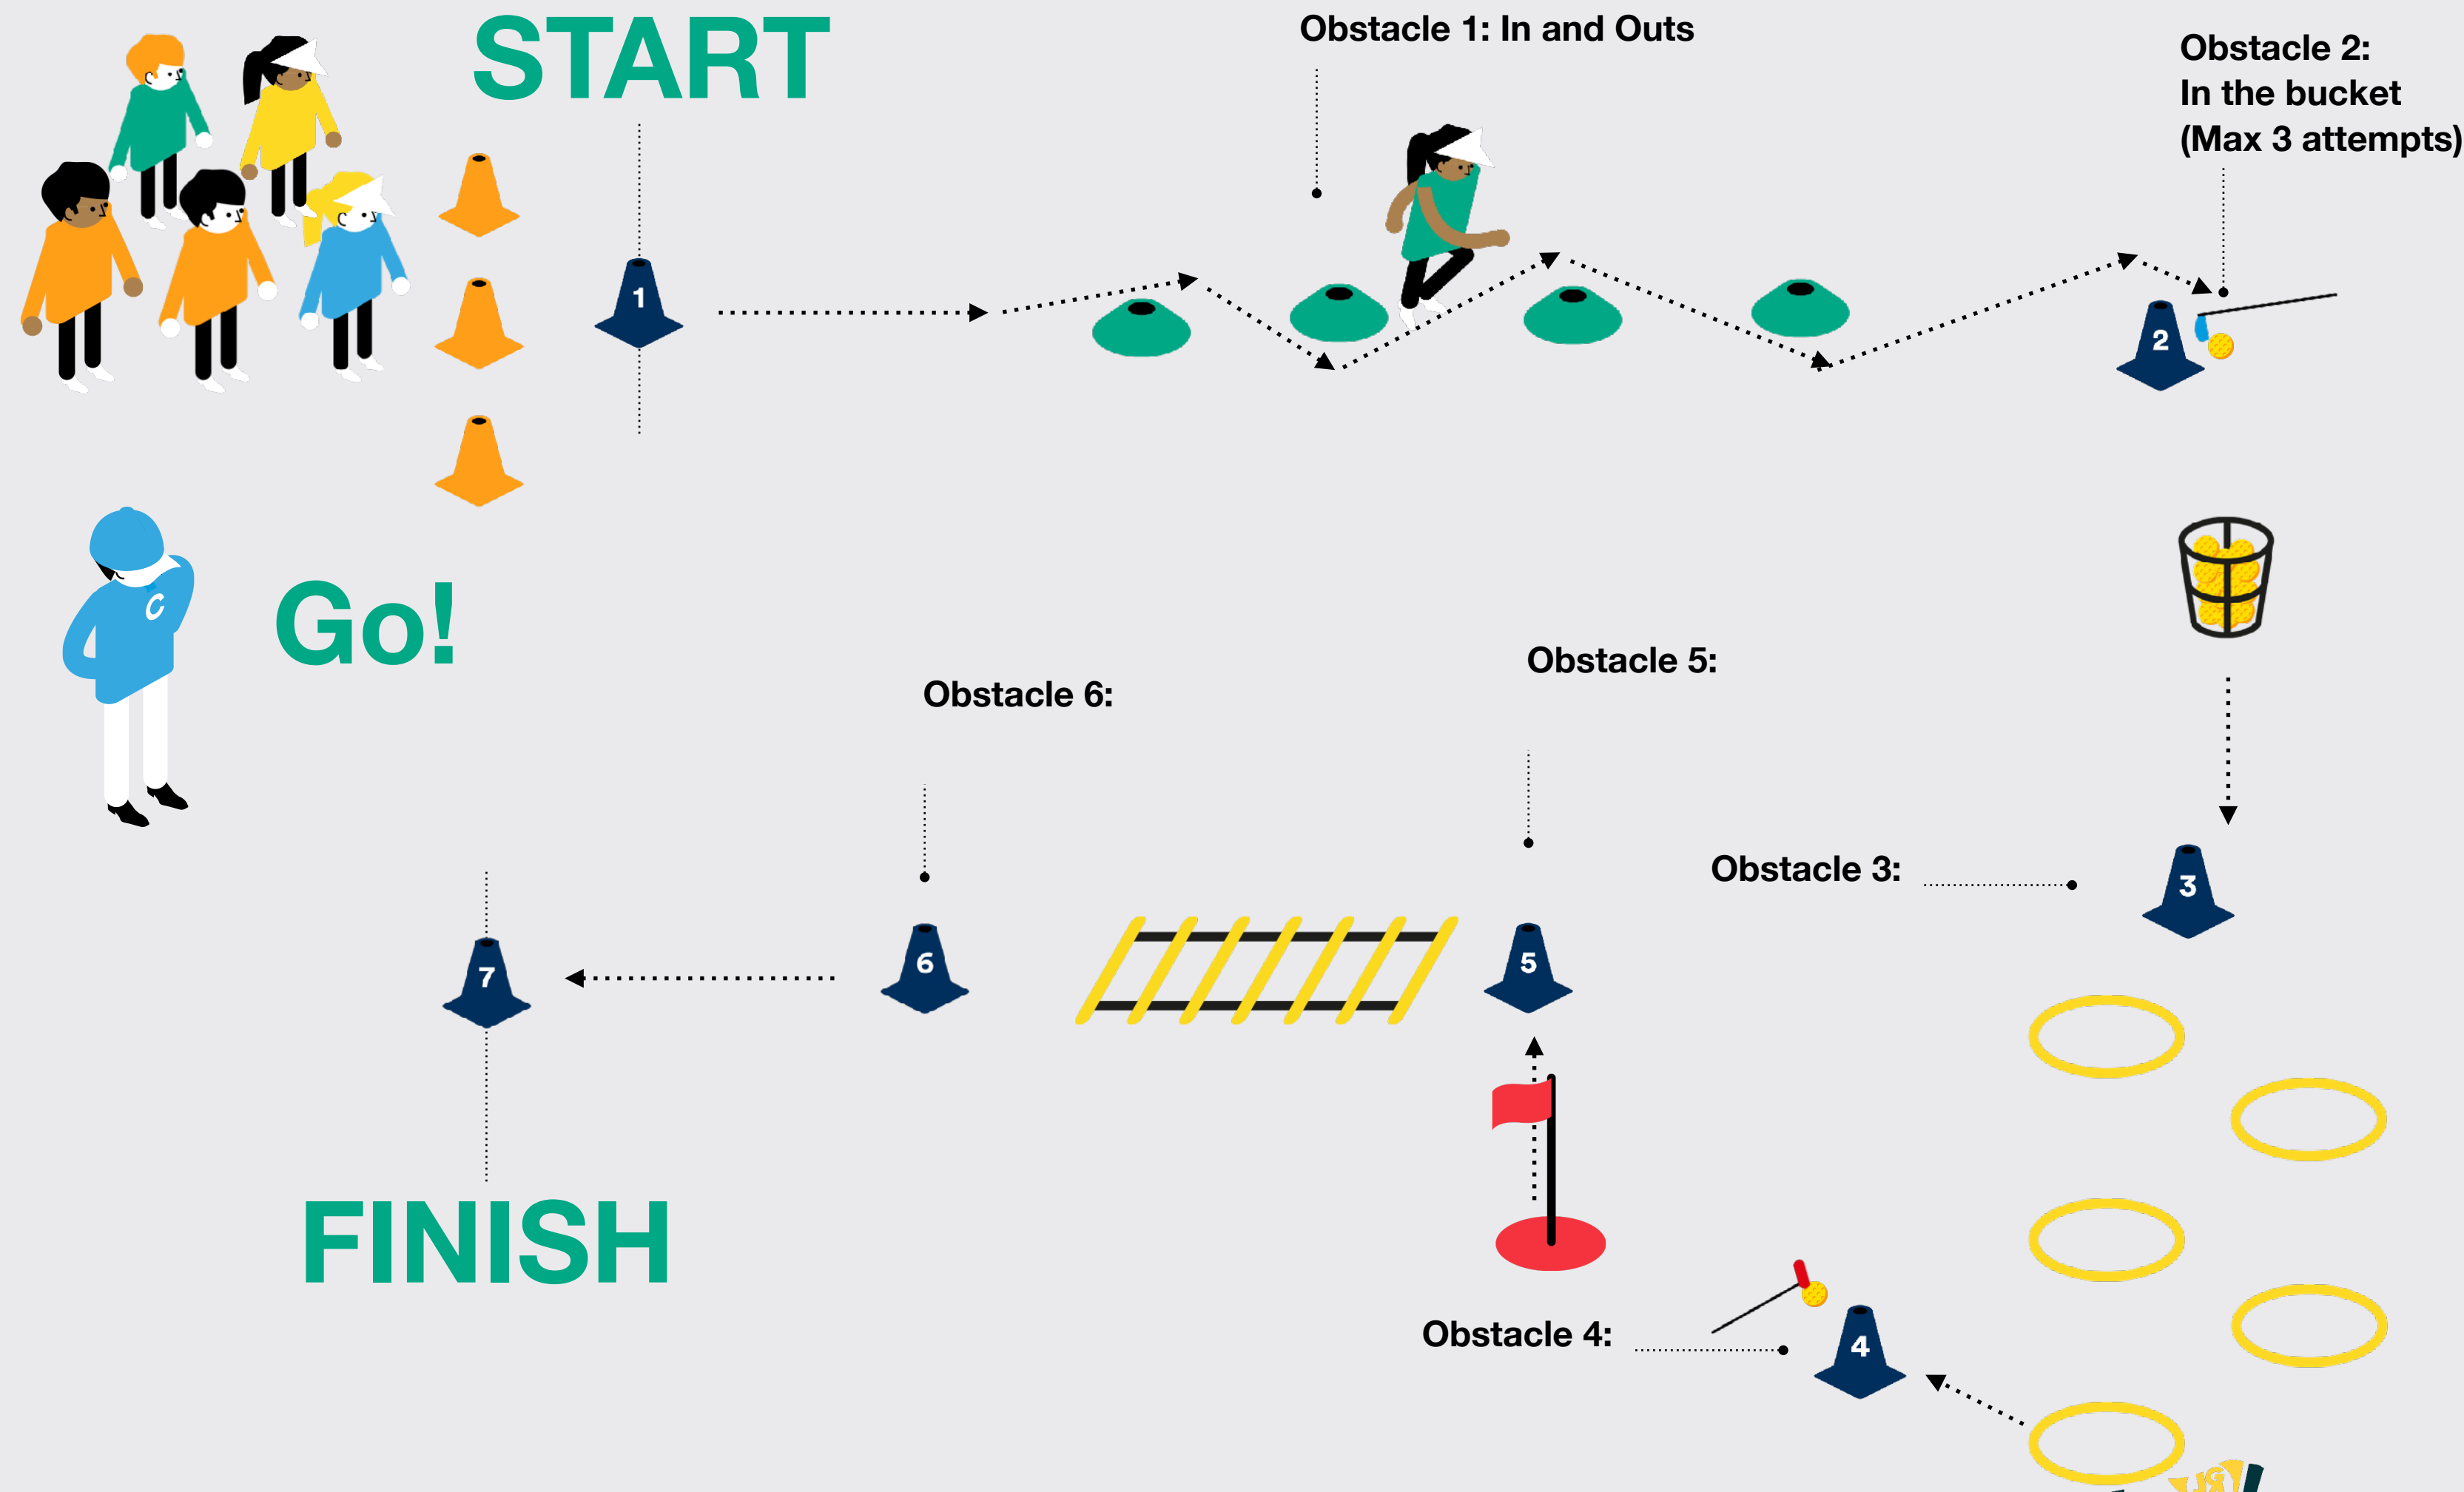 START
Obstacle 1: In and Outs
Obstacle 2:
In the bucket
(Max 3 attempts)
1
2
C
Go!
Obstacle 5:
Obstacle 6:
Obstacle 3:
3
5
6
7
FINISH
Obstacle 4:
4